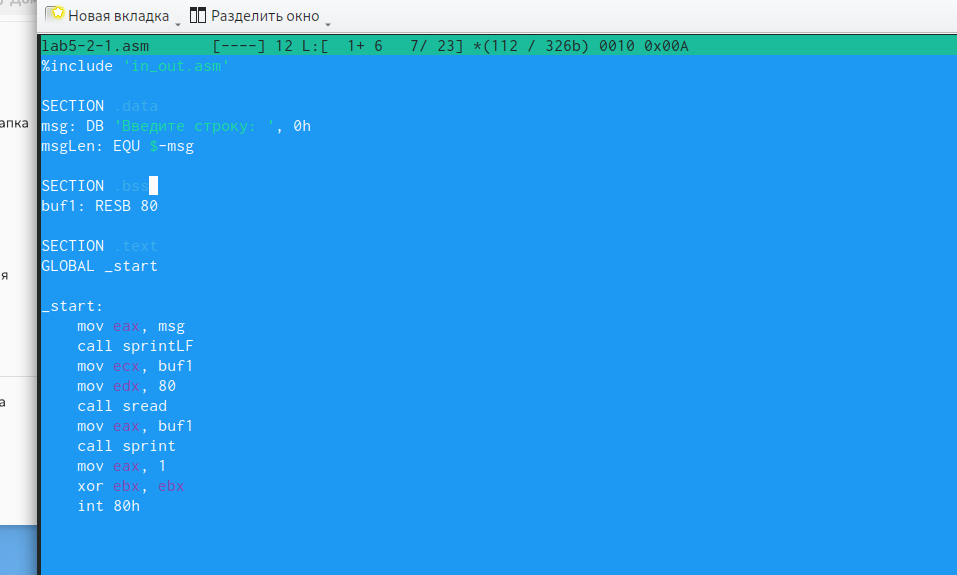 Новая вкладка Разделить окно
апка
я
а
lab5-2-1.asm [----] 12 L:[ 1+ 6 7/ 23] *(112 / 326b) 0010 0x00A
%include 'in_out.asm'
SECTION .data
msg: DB 'Введите строку: ', 0h
msgLen: EQU $-msg
SECTION .bss
buf1: RESB 80
SECTION .text
GLOBAL _start
_start:
mov eax, msg
call sprintLF
mov ecx, buf1
mov edx, 80
call sread
mov eax, buf1
call sprint
mov eax, 1
xor ebx, ebx
int 80h